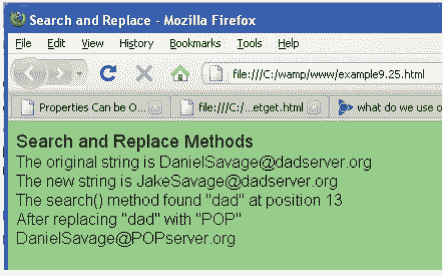 Search and Replace - Mozilla Firefox
File Edit View History Bookmarks Tools Help
file:///C:/wamp/www/example9.25.html
Properties Can be O... file:///C:/...etget.html what do we use o
Search and Replace Methods
The original string is DanielSavage@dadserver.org
The new string is JakeSavage@dadserver.org
The search() method found "dad" at position 13
After replacing "dad" with "POP"
DanielSavage@POPserver.org